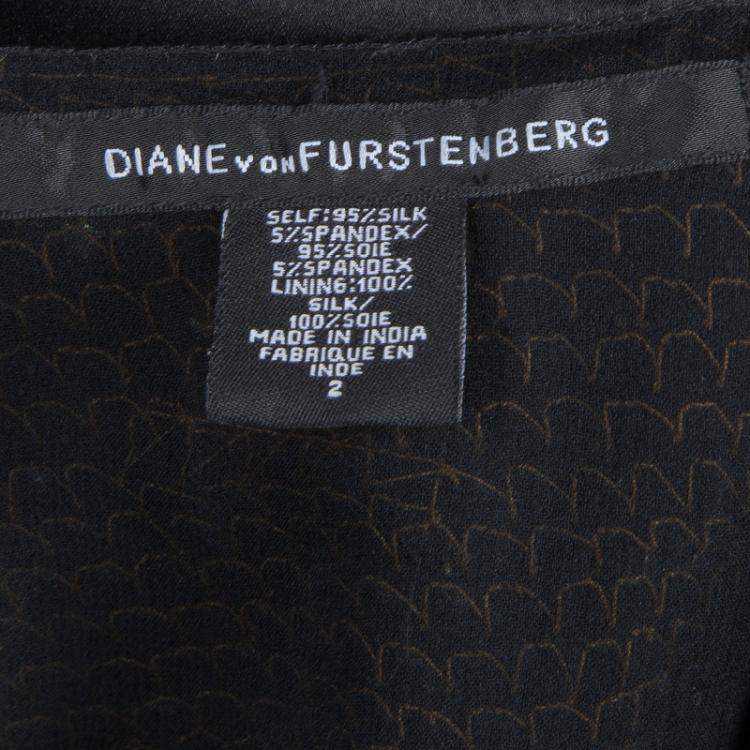 DIANE VON FURSTENBERG
SELF:95%SILK
5%SPANDEX/
95%SOIE
5%SPANDEX
LINING:100%
SILK/
100%SOIE
MADE IN INDIA
FABRIQUE EN
INDE
2